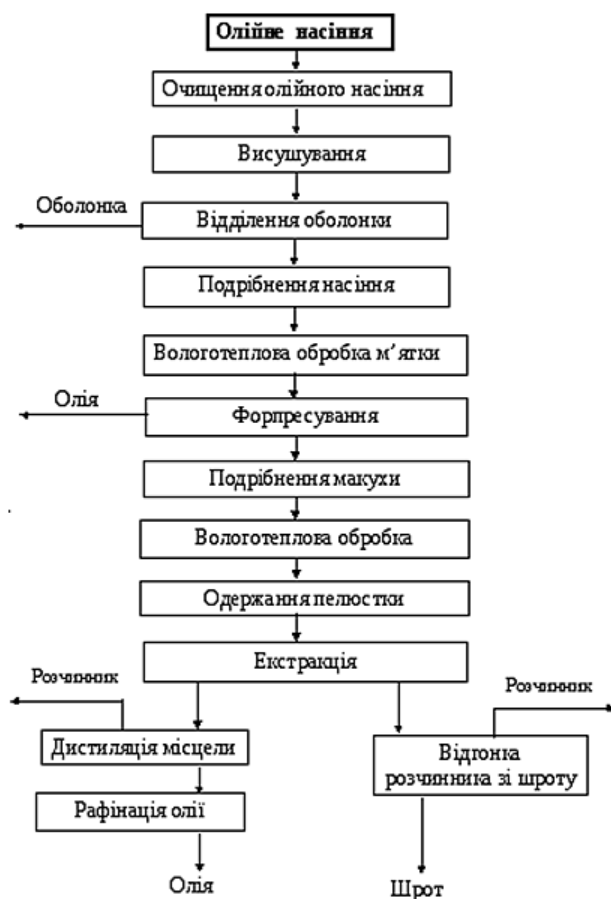 Олійне насіння
Очищення олійного насіння
Висушування
Оболонка
Відділення оболонки
Подрібнення насіння
Вологотеплова обробка м’ятки
Олія
Форпресування
Подрібнення макухи
Вологотеплова обробка
Одержання пелюстки
Екстракція
Розчинник
Розчинник
Дистиляція місцели
Відгонка
розчинника зі шроту
Рафінація олії
Олія
Шрот